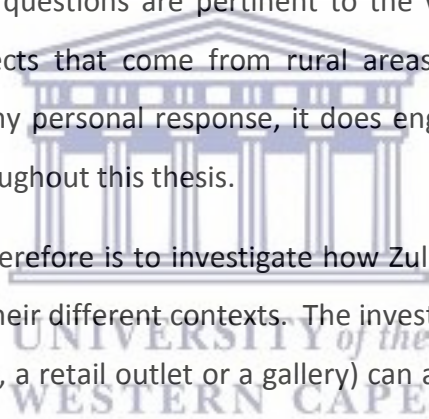 questions are pertinent to the
ects that come from rural areas
ny personal response, it does eng
ughout this thesis.
erefore is to investigate how Zul
heir different contexts. The invest
UNIVERSITY of the
, a retail outlet or a gallery) can a
WESTERN CAPE